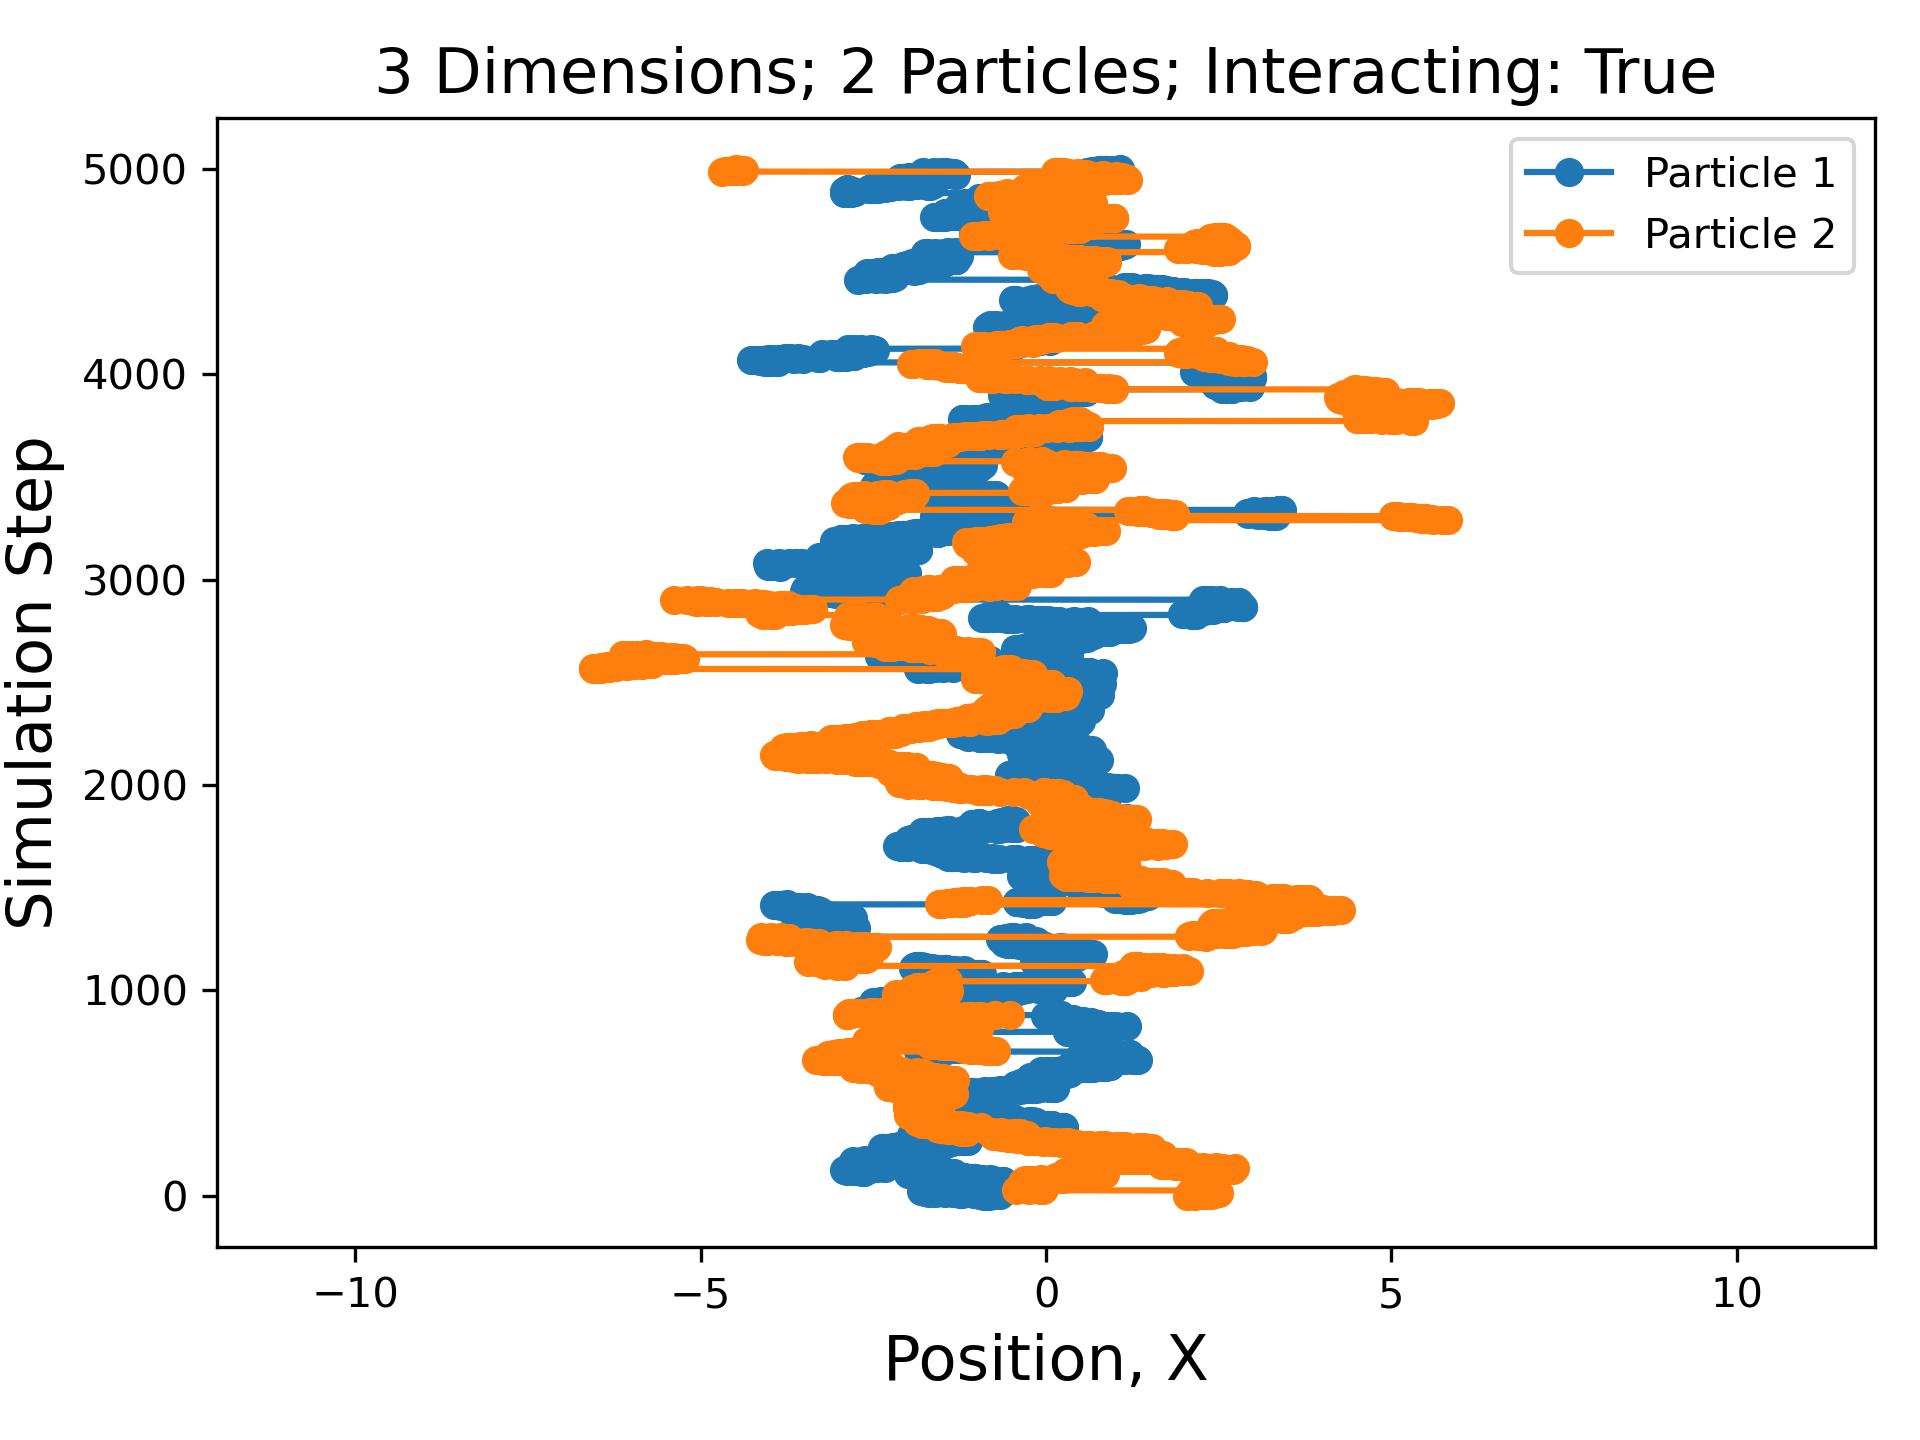 3 Dimensions; 2 Particles; Interacting: True
Particle 1
Particle 2
Simulation Step
5000
4000
3000
2000
1000
0
−10
−5
0
5
10
Position, X